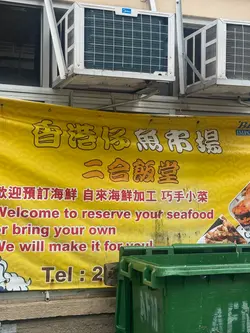 香港仔魚市場
二合飯堂
歡迎預訂海鮮 自來海鮮加工 巧手小菜
Welcome to reserve your seafood
or bring your own
We will make it for you!
Tel : 2